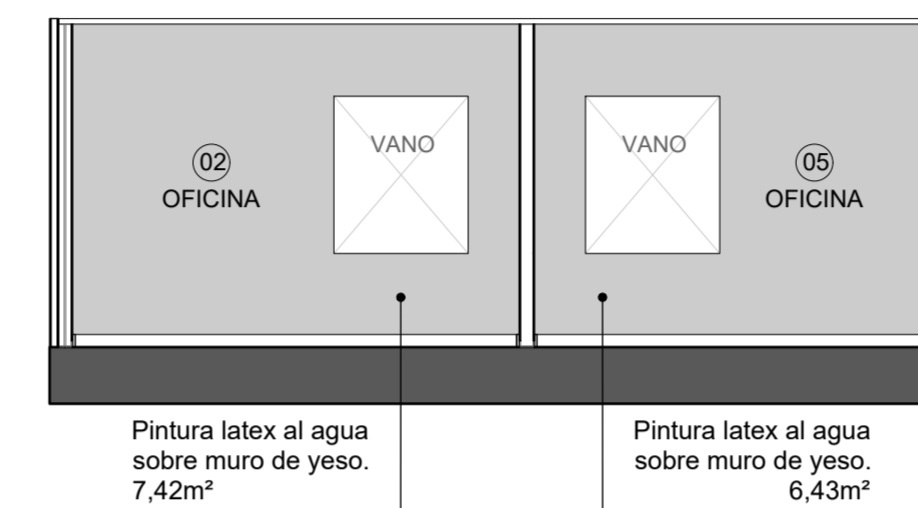 02
OFICINA
VANO
VANO
05
OFICINA
Pintura latex al agua
sobre muro de yeso.
7,42m²
Pintura latex al agua
sobre muro de yeso.
6,43m²